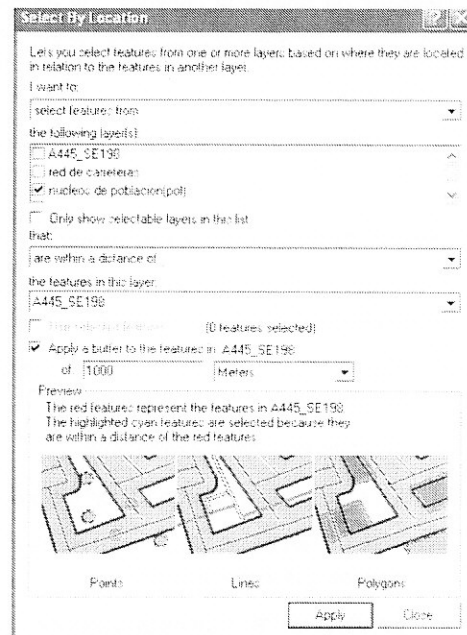 Select By Location
Lets you select features from one or more layers based on where they are located
in relation to the features in another layer.
I want to:
select features from
the following layer(s):
A445_SE198
red de carreteras
nucleos de poblacion(pol)
Only show selectable layers in this list
that:
are within a distance of
the features in this layer:
A445_SE198
(0 features selected)
Apply a buffer to the features in A445_SE198
of 1000 Meters
Preview
The red features represent the features in A445_SE198.
The highlighted cyan features are selected because they
are within a distance of the red features
Points Lines Polygons
Apply Close